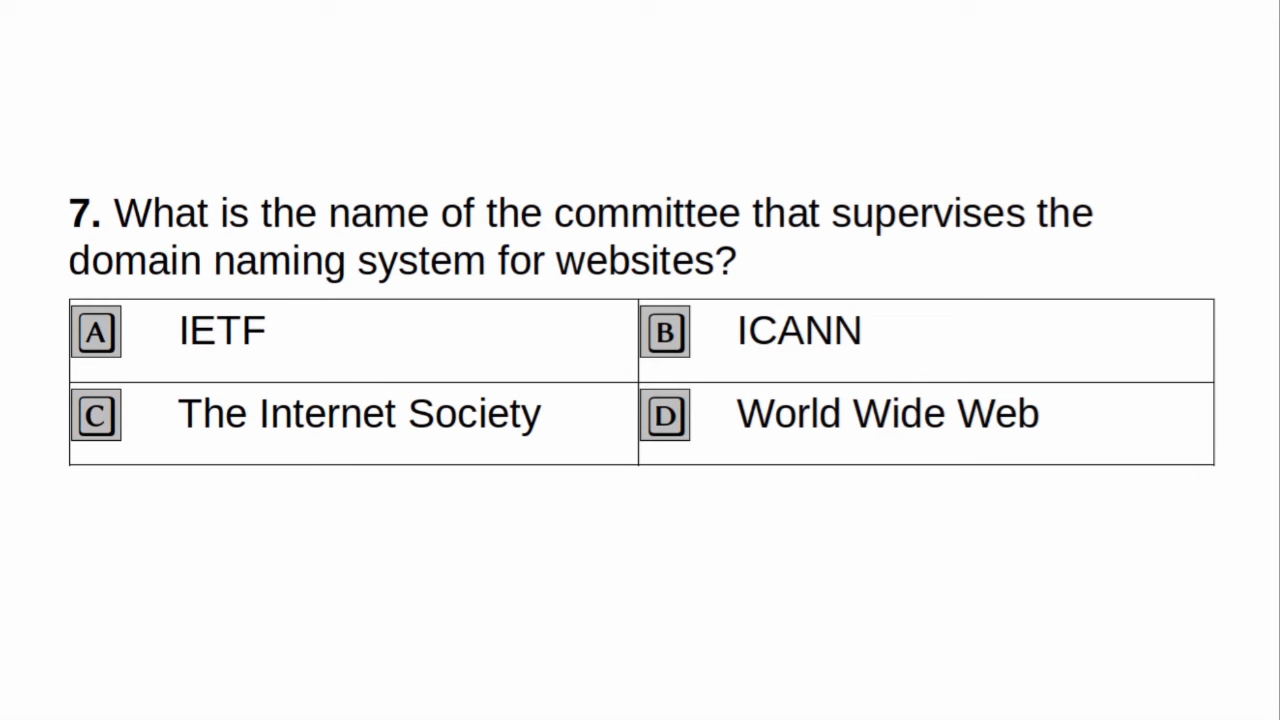 7. What is the name of the committee that supervises the
domain naming system for websites?
A IETF
B ICANN
C The Internet Society
D World Wide Web